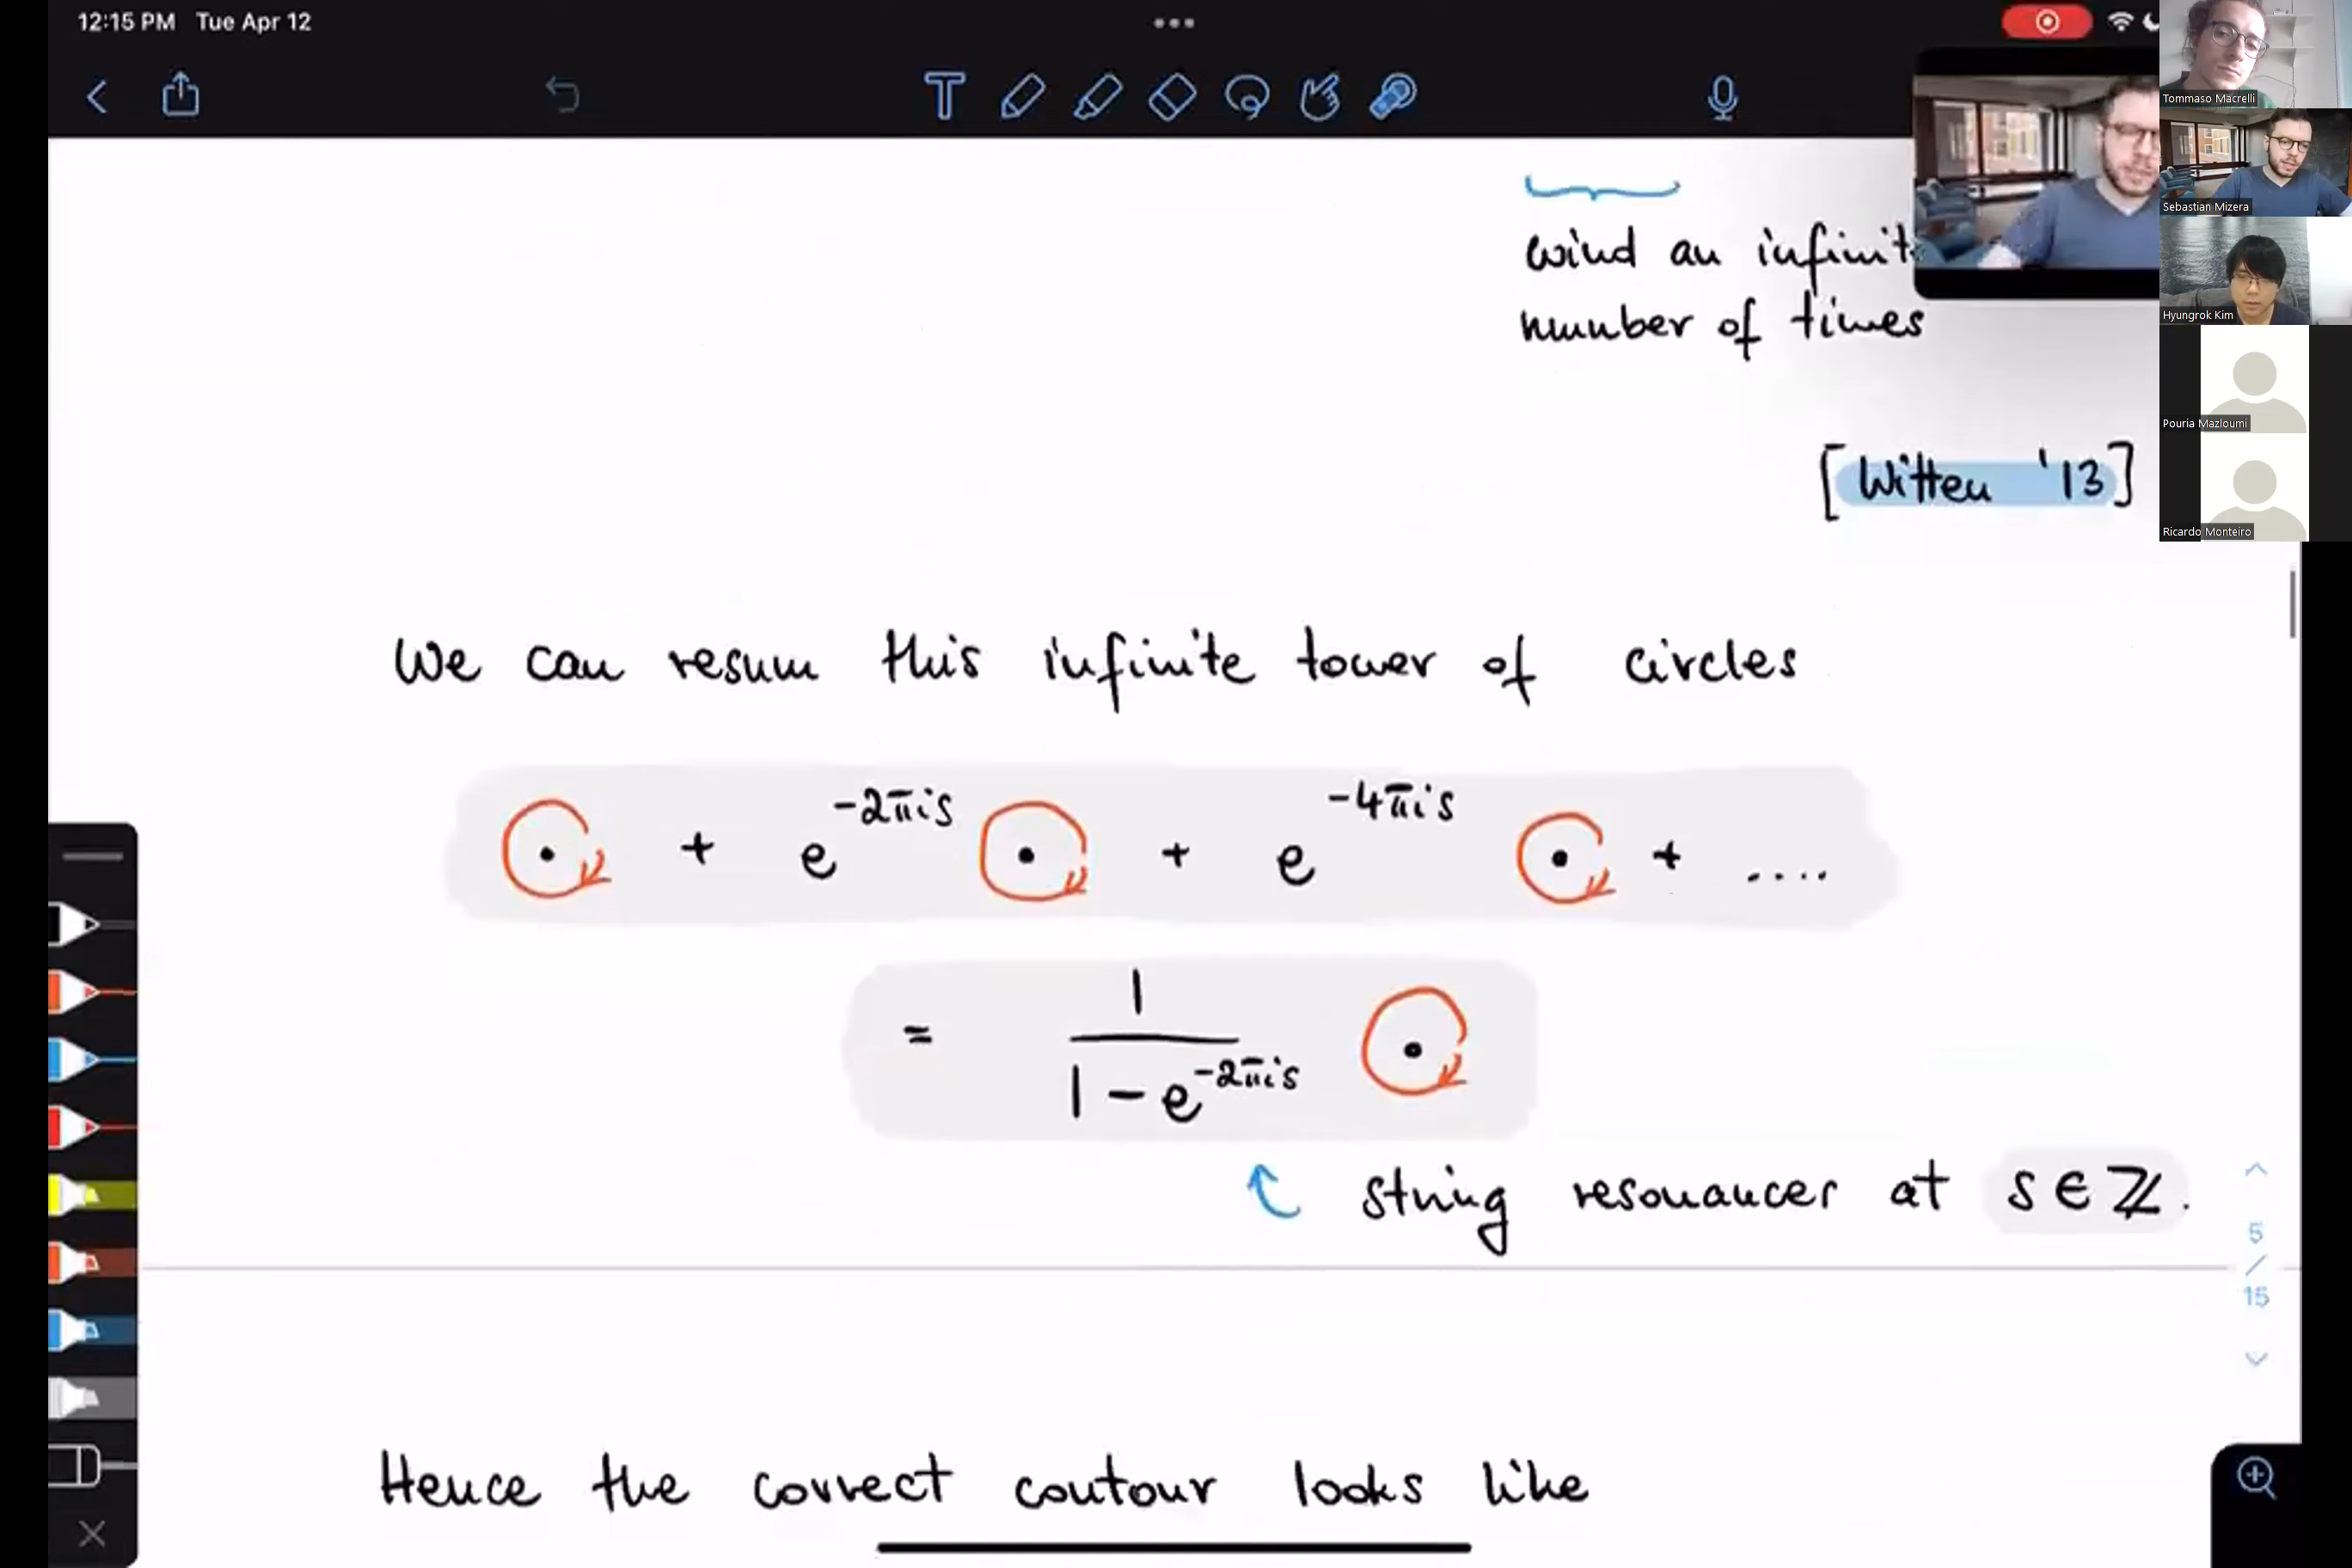 12:15 PM Tue Apr 12
Tommaso Macrelli
Sebastian Mizera
Hyungrok Kim
Pouria Mazloumi
Ricardo Monteiro
wind an infinit
number of times
[Witten '13]
We can resum this infinite tower of circles
+ e^{-2πis} + e^{-4πis} + ....
= 1/(1 - e^{-2πis})
string resonances at s ∈ ℤ.
5
/
15
Hence the correct contour looks like